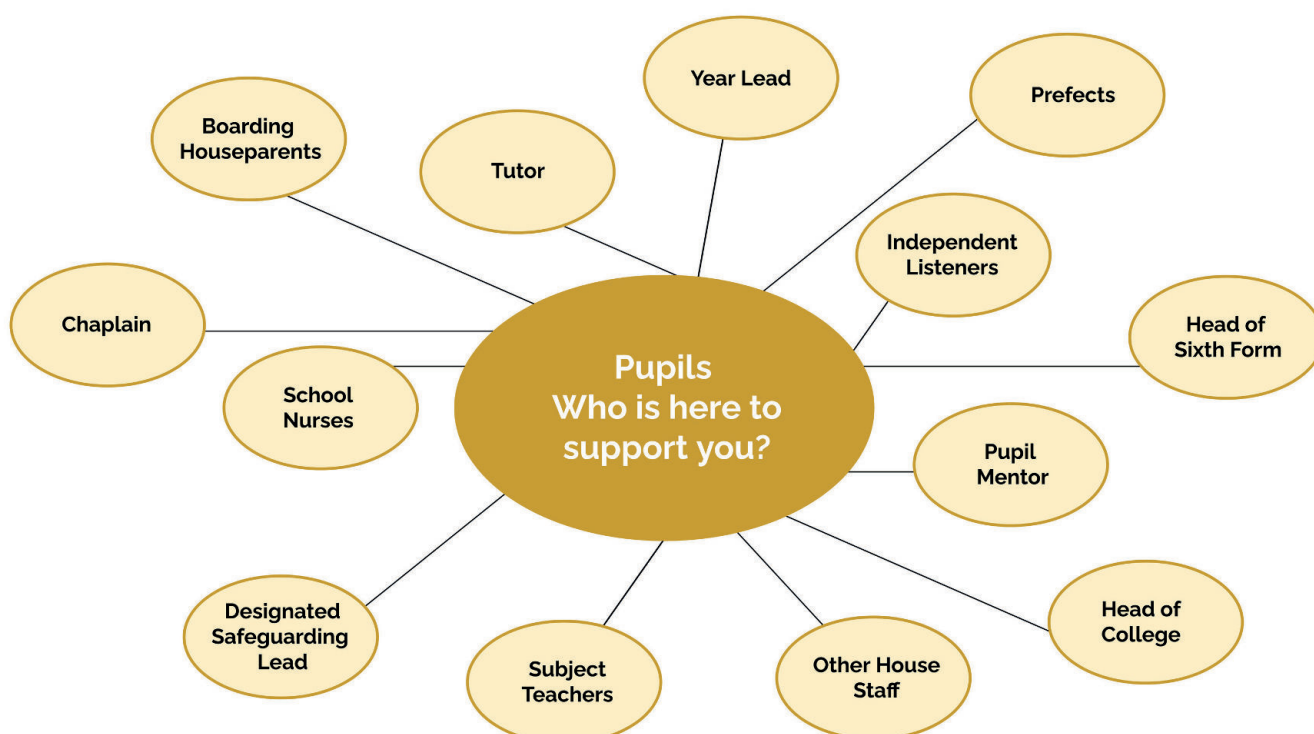 Year Lead
Prefects
Boarding
Houseparents
Tutor
Independent
Listeners
Chaplain
Head of
Sixth Form
School
Nurses
Pupils
Who is here to
support you?
Pupil
Mentor
Designated
Safeguarding
Lead
Subject
Teachers
Other House
Staff
Head of
College